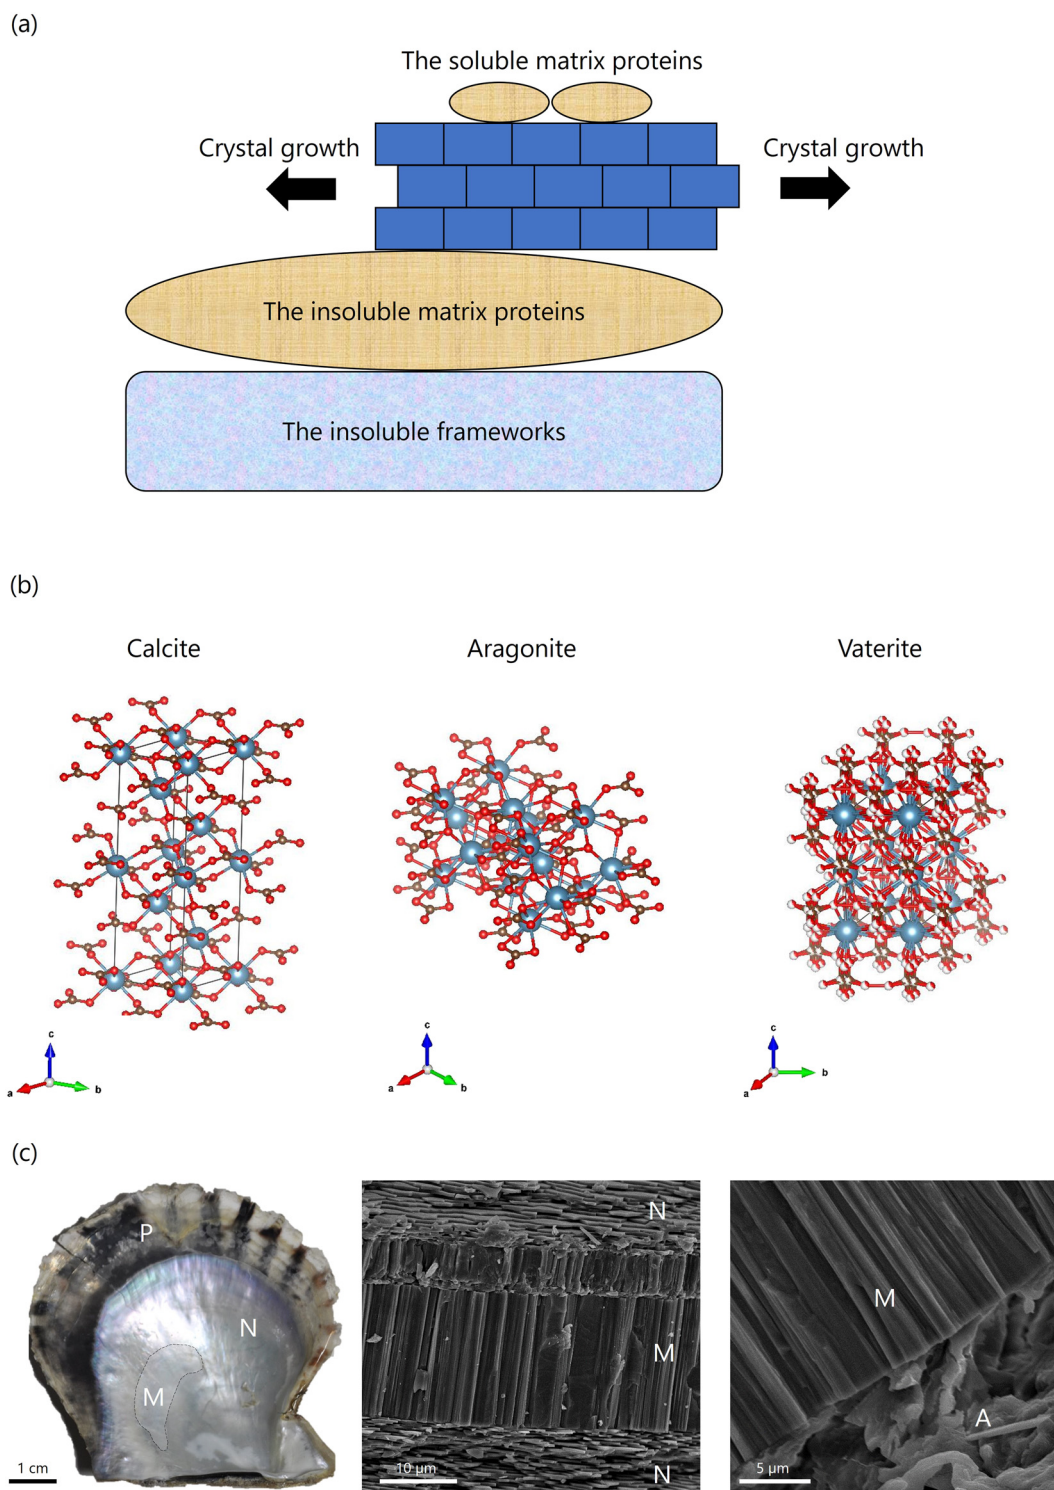 (a)
The soluble matrix proteins
Crystal growth
Crystal growth
The insoluble matrix proteins
The insoluble frameworks
(b)
Calcite
Aragonite
Vaterite
c
a
b
c
a
b
c
a
b
(c)
P
N
M
1 cm
N
M
N
10 μm
M
A
5 μm